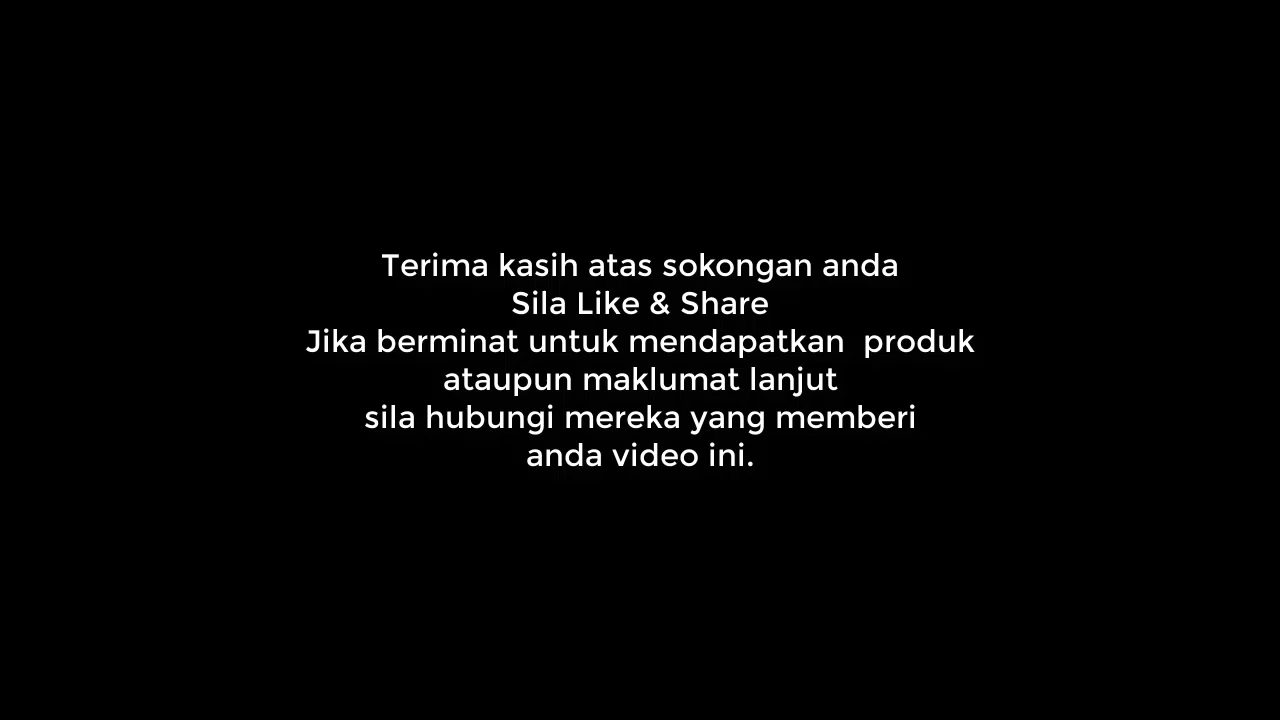 Terima kasih atas sokongan anda
Sila Like & Share
Jika berminat untuk mendapatkan  produk
ataupun maklumat lanjut
sila hubungi mereka yang memberi
anda video ini.